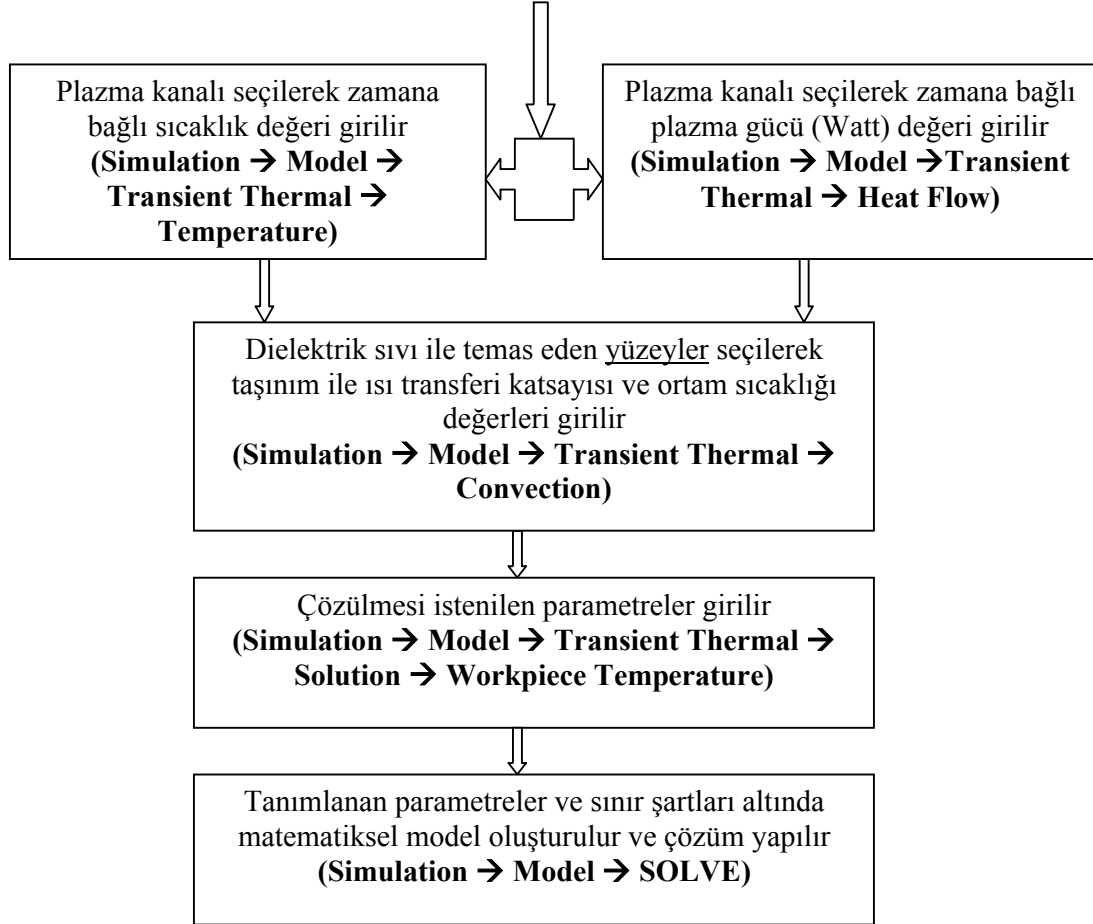 Plazma kanalı seçilerek zamana
bağlı sıcaklık değeri girilir
(Simulation → Model →
Transient Thermal →
Temperature)
Plazma kanalı seçilerek zamana bağlı
plazma gücü (Watt) değeri girilir
(Simulation → Model →Transient
Thermal → Heat Flow)
Dielektrik sıvı ile temas eden yüzeyler seçilerek
taşınım ile ısı transferi katsayısı ve ortam sıcaklığı
değerleri girilir
(Simulation → Model → Transient Thermal →
Convection)
Çözülmesi istenilen parametreler girilir
(Simulation → Model → Transient Thermal →
Solution → Workpiece Temperature)
Tanımlanan parametreler ve sınır şartları altında
matematiksel model oluşturulur ve çözüm yapılır
(Simulation → Model → SOLVE)